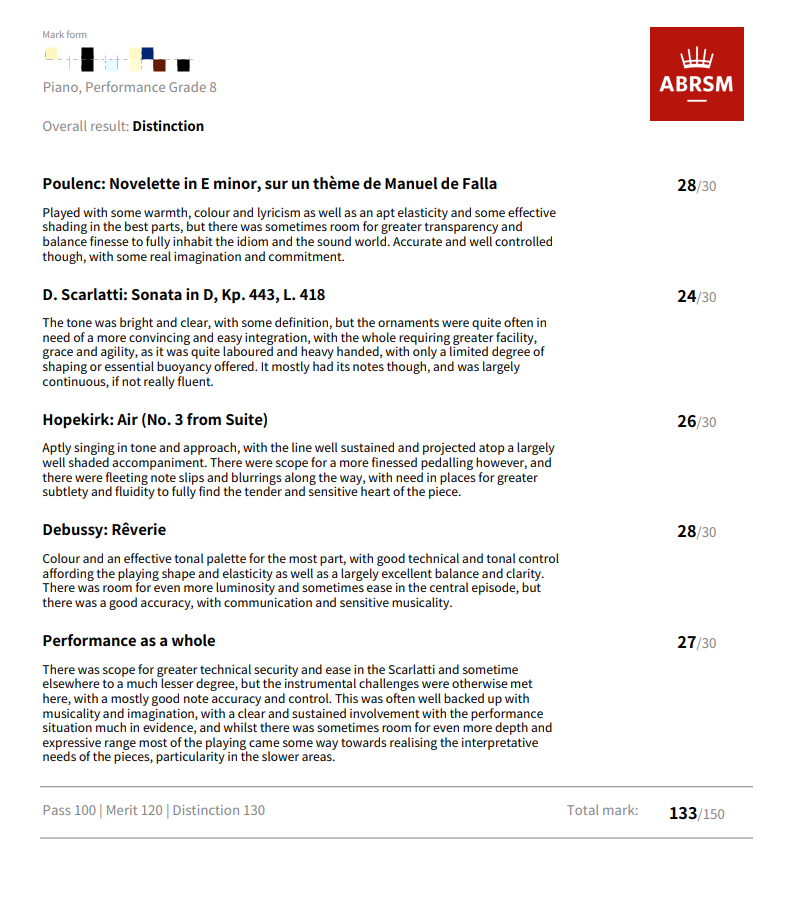 Mark form
Piano, Performance Grade 8
ABRSM
Overall result: Distinction
Poulenc: Novelette in E minor, sur un thème de Manuel de Falla
28/30
Played with some warmth, colour and lyricism as well as an apt elasticity and some effective
shading in the best parts, but there was sometimes room for greater transparency and
balance finesse to fully inhabit the idiom and the sound world. Accurate and well controlled
though, with some real imagination and commitment.
D. Scarlatti: Sonata in D, Kp. 443, L. 418
24/30
The tone was bright and clear, with some definition, but the ornaments were quite often in
need of a more convincing and easy integration, with the whole requiring greater facility,
grace and agility, as it was quite laboured and heavy handed, with only a limited degree of
shaping or essential buoyancy offered. It mostly had its notes though, and was largely
continuous, if not really fluent.
Hopekirk: Air (No. 3 from Suite)
26/30
Aptly singing in tone and approach, with the line well sustained and projected atop a largely
well shaded accompaniment. There were scope for a more finessed pedalling however, and
there were fleeting note slips and blurrings along the way, with need in places for greater
subtlety and fluidity to fully find the tender and sensitive heart of the piece.
Debussy: Rêverie
28/30
Colour and an effective tonal palette for the most part, with good technical and tonal control
affording the playing shape and elasticity as well as a largely excellent balance and clarity.
There was room for even more luminosity and sometimes ease in the central episode, but
there was a good accuracy, with communication and sensitive musicality.
Performance as a whole
27/30
There was scope for greater technical security and ease in the Scarlatti and sometime
elsewhere to a much lesser degree, but the instrumental challenges were otherwise met
here, with a mostly good note accuracy and control. This was often well backed up with
musicality and imagination, with a clear and sustained involvement with the performance
situation much in evidence, and whilst there was sometimes room for even more depth and
expressive range most of the playing came some way towards realising the interpretative
needs of the pieces, particularity in the slower areas.
Pass 100 | Merit 120 | Distinction 130
Total mark: 133/150